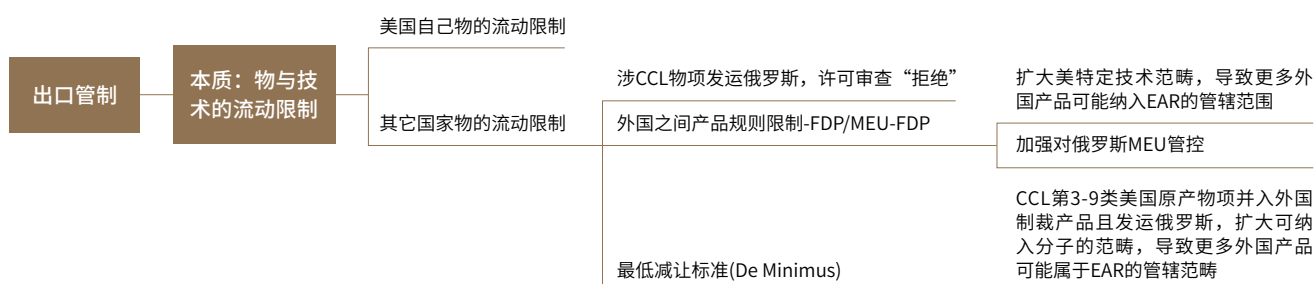 出口管制
本质：物与技
术的流动限制
美国自己物的流动限制
其它国家物的流动限制
涉CCL物项发运俄罗斯，许可审查“拒绝”
外国之间产品规则限制-FDP/MEU-FDP
最低减让标准(De Minimus)
扩大美特定技术范畴，导致更多外
国产品可能纳入EAR的管辖范围
加强对俄罗斯MEU管控
CCL第3-9类美国原产物项并入外国
制裁产品且发运俄罗斯，扩大可纳
入分子的范畴，导致更多外国产品
可能属于EAR的管辖范畴